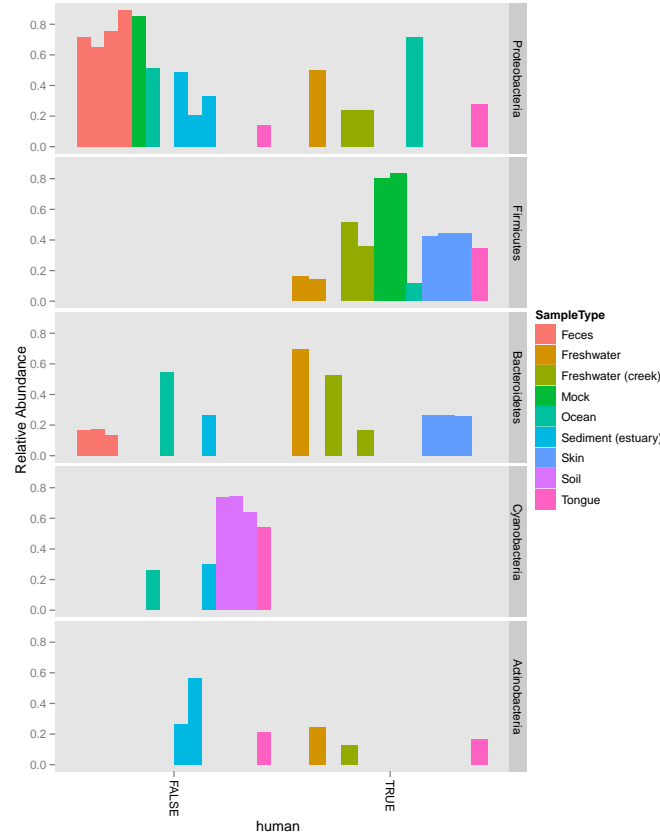 0.8
0.6
0.4
0.2
0.0
Proteobacteria
0.8
0.6
0.4
0.2
0.0
Firmicutes
0.8
0.6
0.4
0.2
0.0
Bacteroidetes
0.8
0.6
0.4
0.2
0.0
Cyanobacteria
0.8
0.6
0.4
0.2
0.0
Actinobacteria
Relative Abundance
FALSE
TRUE
human
SampleType
Feces
Freshwater
Freshwater (creek)
Mock
Ocean
Sediment (estuary)
Skin
Soil
Tongue